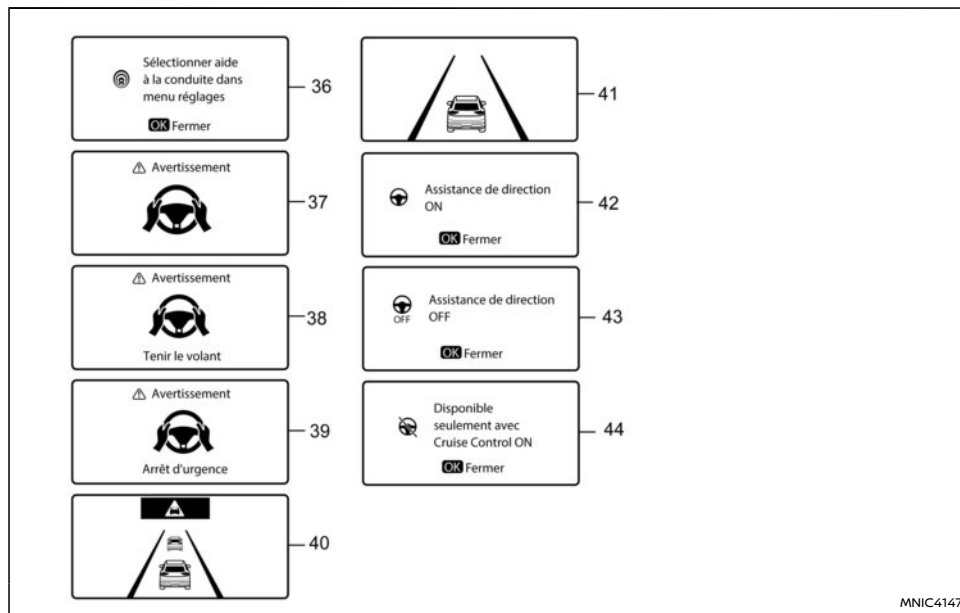 Sélectionner aide
à la conduite dans
menu réglages
OK Fermer
36
Avertissement
37
Avertissement
Tenir le volant
38
Avertissement
Arrêt d'urgence
39
40
41
Assistance de direction
ON
OK Fermer
42
OFF
Assistance de direction
OFF
OK Fermer
43
Disponible
seulement avec
Cruise Control ON
OK Fermer
44
MNIC4147